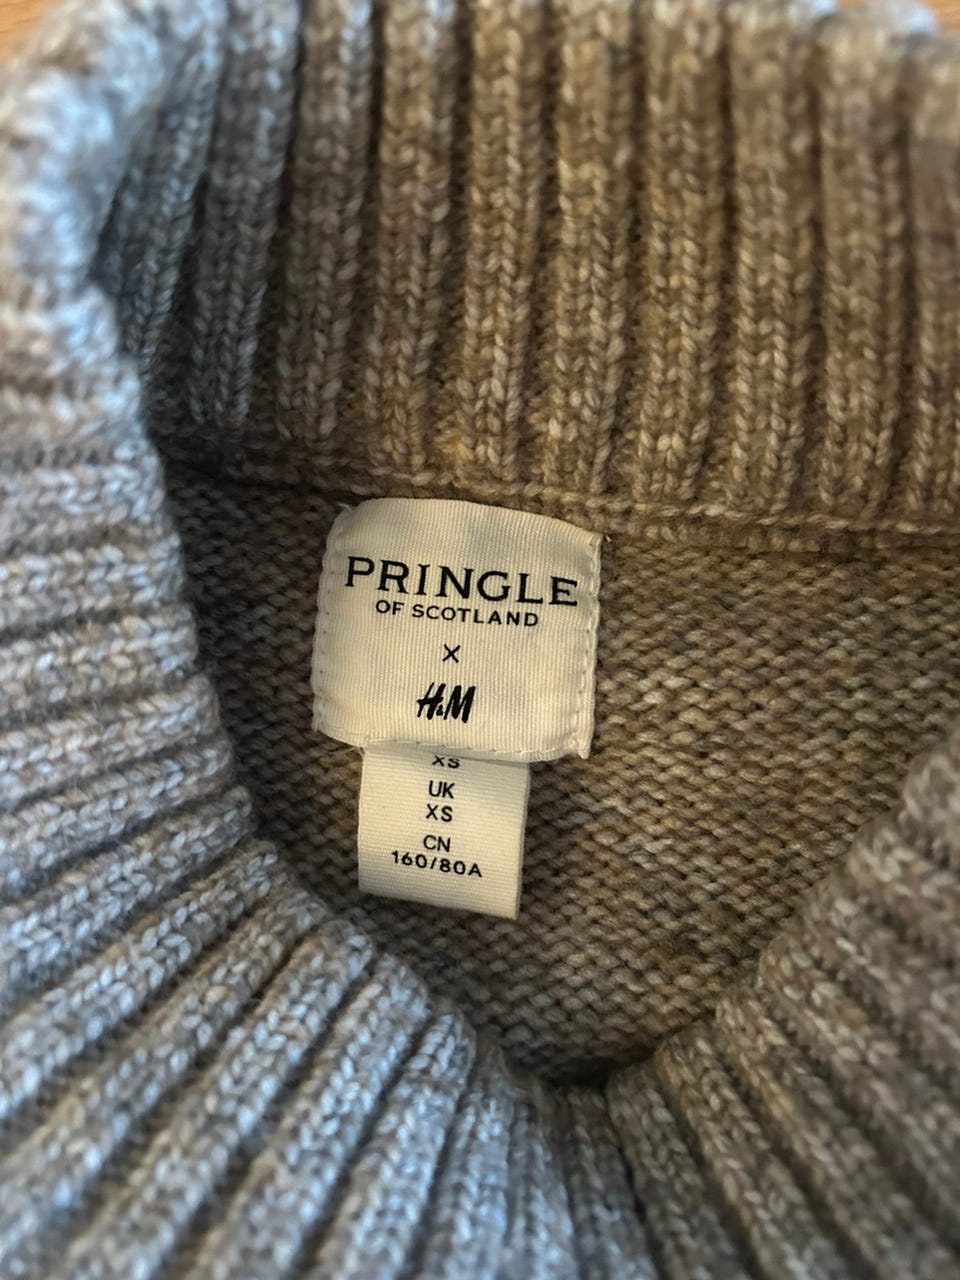 PRINGLE
OF SCOTLAND
X
H&M
XS
UK
XS
CN
160/80A